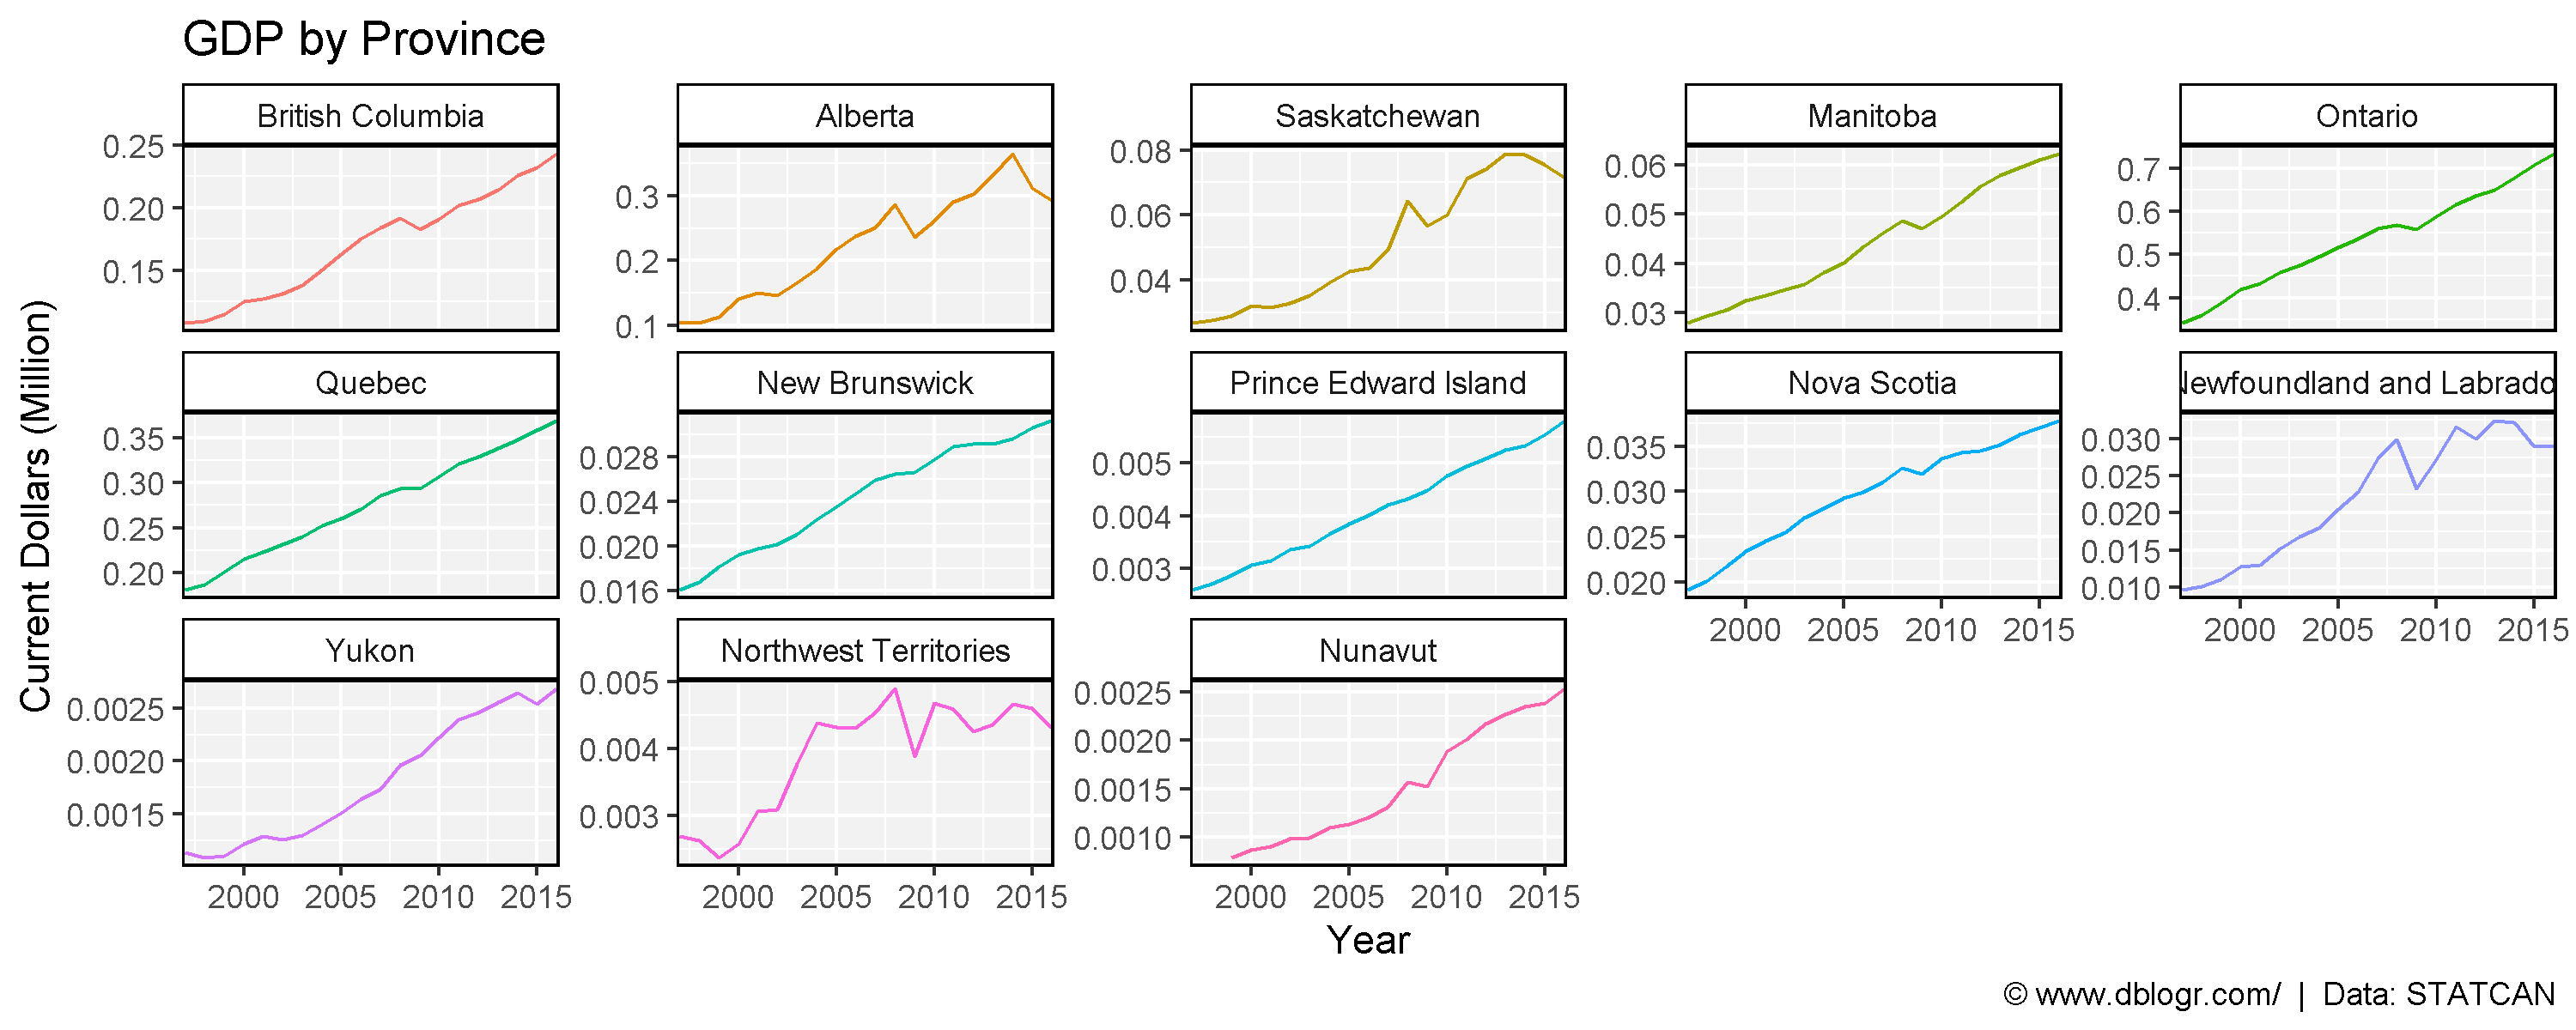 GDP by Province
Current Dollars (Million)
British Columbia
0.25
0.20
0.15
Alberta
0.3
0.2
0.1
Saskatchewan
0.08
0.06
0.04
Manitoba
0.06
0.05
0.04
0.03
Ontario
0.7
0.6
0.5
0.4
Quebec
0.35
0.30
0.25
0.20
New Brunswick
0.028
0.024
0.020
0.016
Prince Edward Island
0.005
0.004
0.003
Nova Scotia
0.035
0.030
0.025
0.020
2000 2005 2010 2015
Newfoundland and Labrado
0.030
0.025
0.020
0.015
0.010
2000 2005 2010 2015
Yukon
0.0025
0.0020
0.0015
2000 2005 2010 2015
Northwest Territories
0.005
0.004
0.003
2000 2005 2010 2015
Nunavut
0.0025
0.0020
0.0015
0.0010
2000 2005 2010 2015
Year
© www.dblogr.com/ | Data: STATCAN